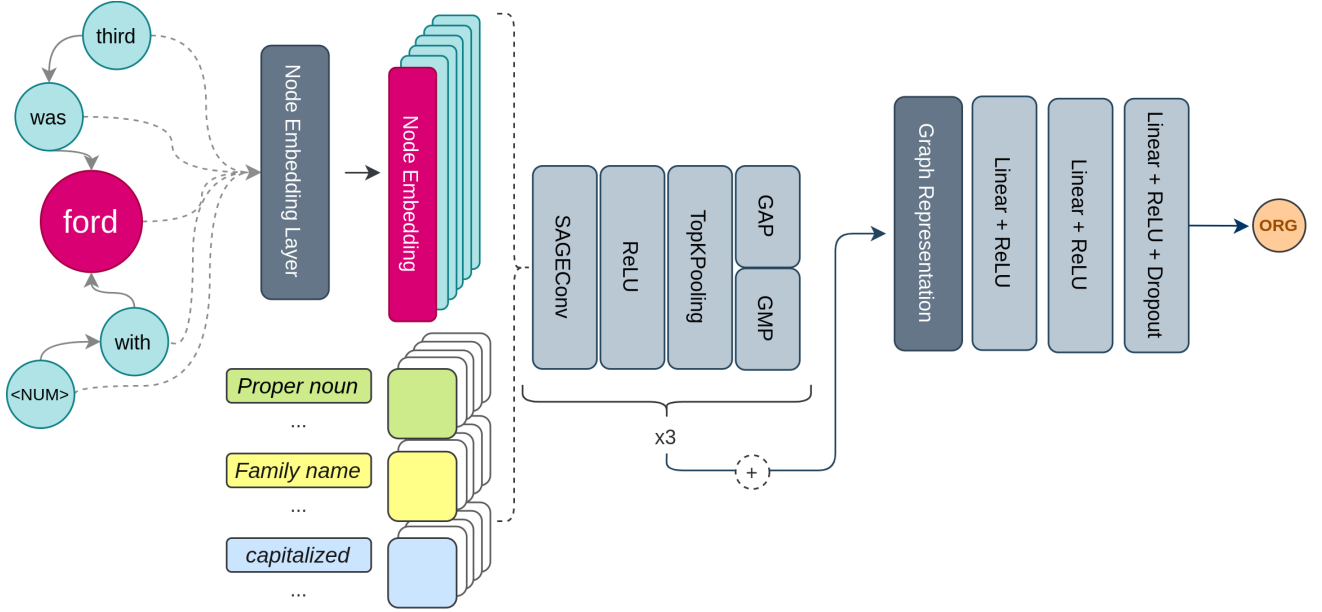 third
was
ford
with
<NUM>
Node Embedding Layer
Node Embedding
Proper noun
...
Family name
...
capitalized
...
SAGEConv
ReLU
TopKPooling
GAP
GMP
x3
+
Graph Representation
Linear + ReLU
Linear + ReLU
Linear + ReLU + Dropout
ORG